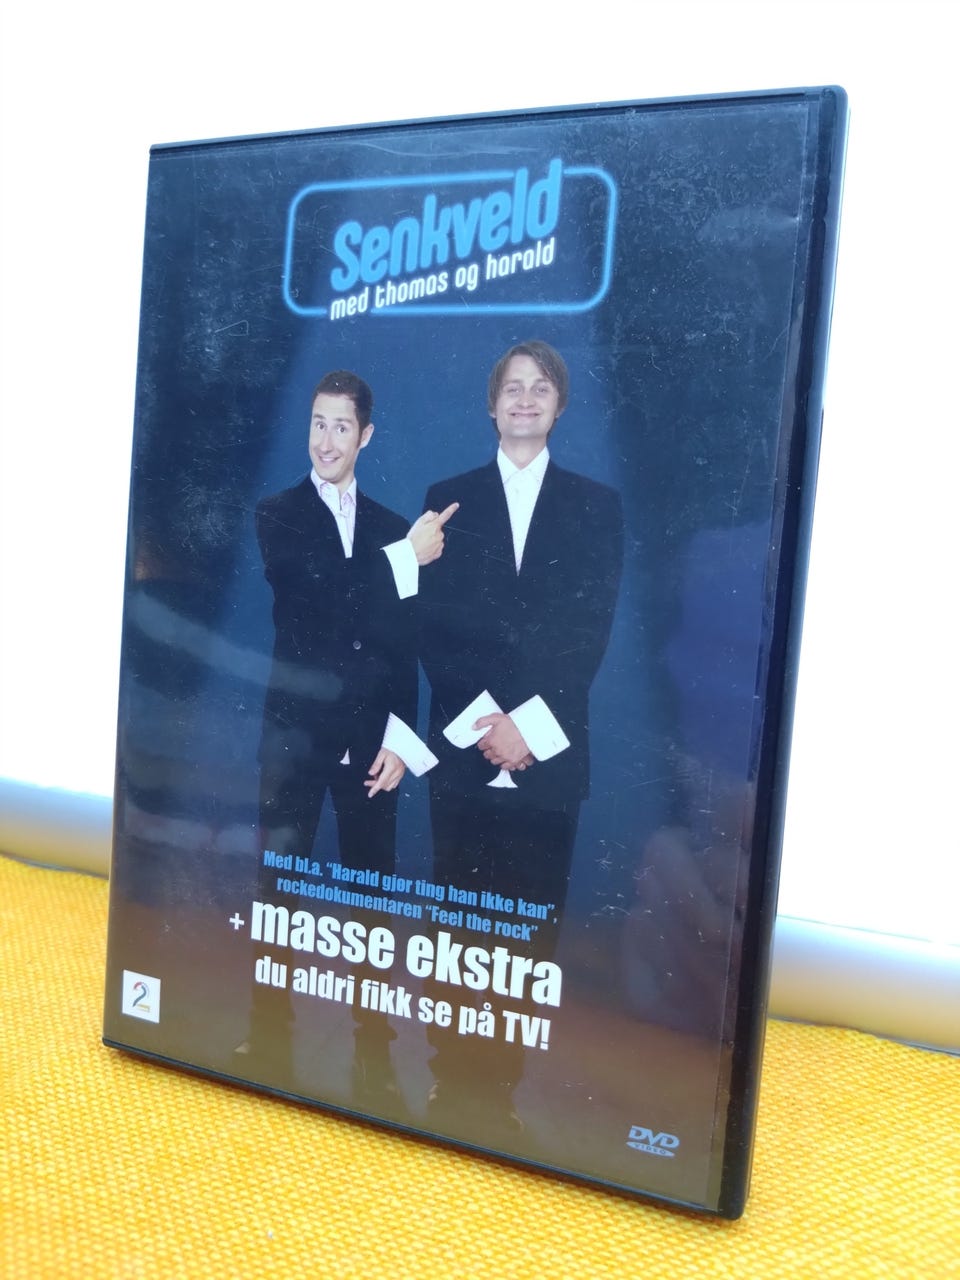 Senkveld
med thomas og harald
Med bl.a. “Harald gjør ting han ikke kan”,
rockedokumentaren “Feel the rock”
+ masse ekstra
du aldri fikk se på TV!
2
DVD
VIDEO